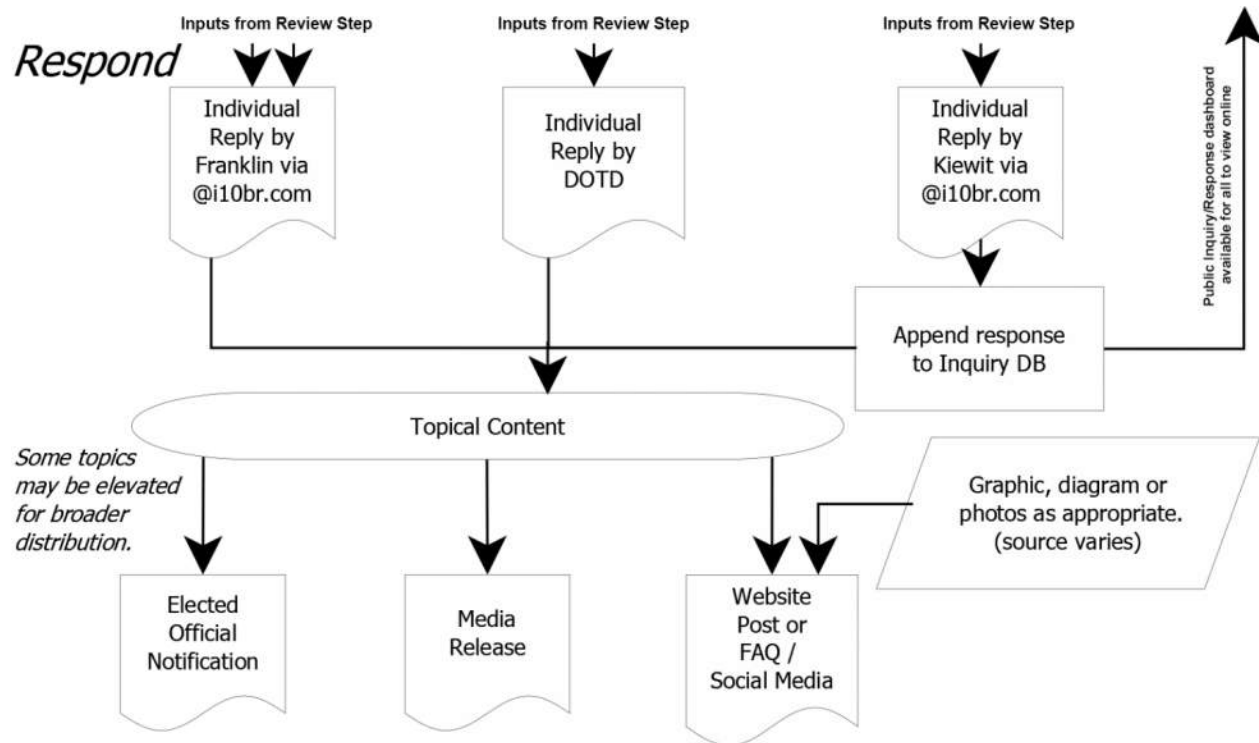 Inputs from Review Step
Inputs from Review Step
Inputs from Review Step
Respond
Individual
Reply by
Franklin via
@i10br.com
Individual
Reply by
DOTD
Individual
Reply by
Kiewit via
@i10br.com
Public Inquiry/Response dashboard
available for all to view online
Append response
to Inquiry DB
Topical Content
Some topics
may be elevated
for broader
distribution.
Graphic, diagram or
photos as appropriate.
(source varies)
Elected
Official
Notification
Media
Release
Website
Post or
FAQ /
Social Media